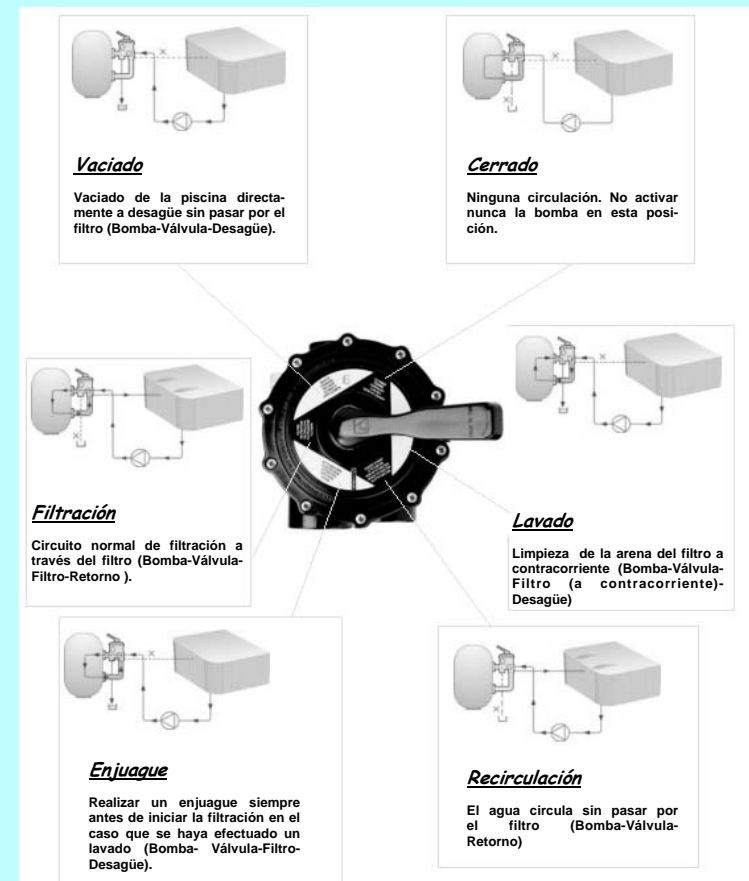 Vaciado
Vaciado de la piscina directa-
mente a desagüe sin pasar por el
filtro (Bomba-Válvula-Desagüe).
Cerrado
Ninguna circulación. No activar
nunca la bomba en esta posi-
ción.
Filtración
Circuito normal de filtración a
través del filtro (Bomba-Válvula-
Filtro-Retorno ).
Lavado
Limpieza de la arena del filtro a
contracorriente (Bomba-Válvula-
Filtro (a contracorriente)-
Desagüe)
Enjuague
Realizar un enjuague siempre
antes de iniciar la filtración en el
caso que se haya efectuado un
lavado (Bomba- Válvula-Filtro-
Desagüe).
Recirculación
El agua circula sin pasar por
el filtro (Bomba-Válvula-
Retorno)